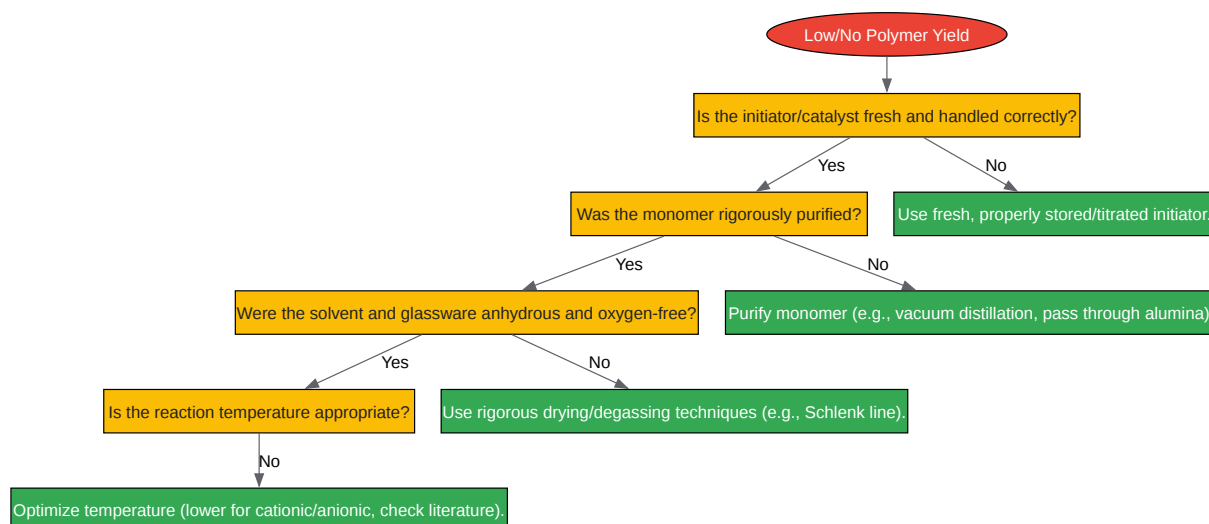 Low/No Polymer Yield
Is the initiator/catalyst fresh and handled correctly?
Yes
No
Was the monomer rigorously purified?
Use fresh, properly stored/titrated initiator.
Yes
No
Were the solvent and glassware anhydrous and oxygen-free?
Purify monomer (e.g., vacuum distillation, pass through alumina)
Yes
No
Is the reaction temperature appropriate?
Use rigorous drying/degassing techniques (e.g., Schlenk line).
No
Optimize temperature (lower for cationic/anionic, check literature).